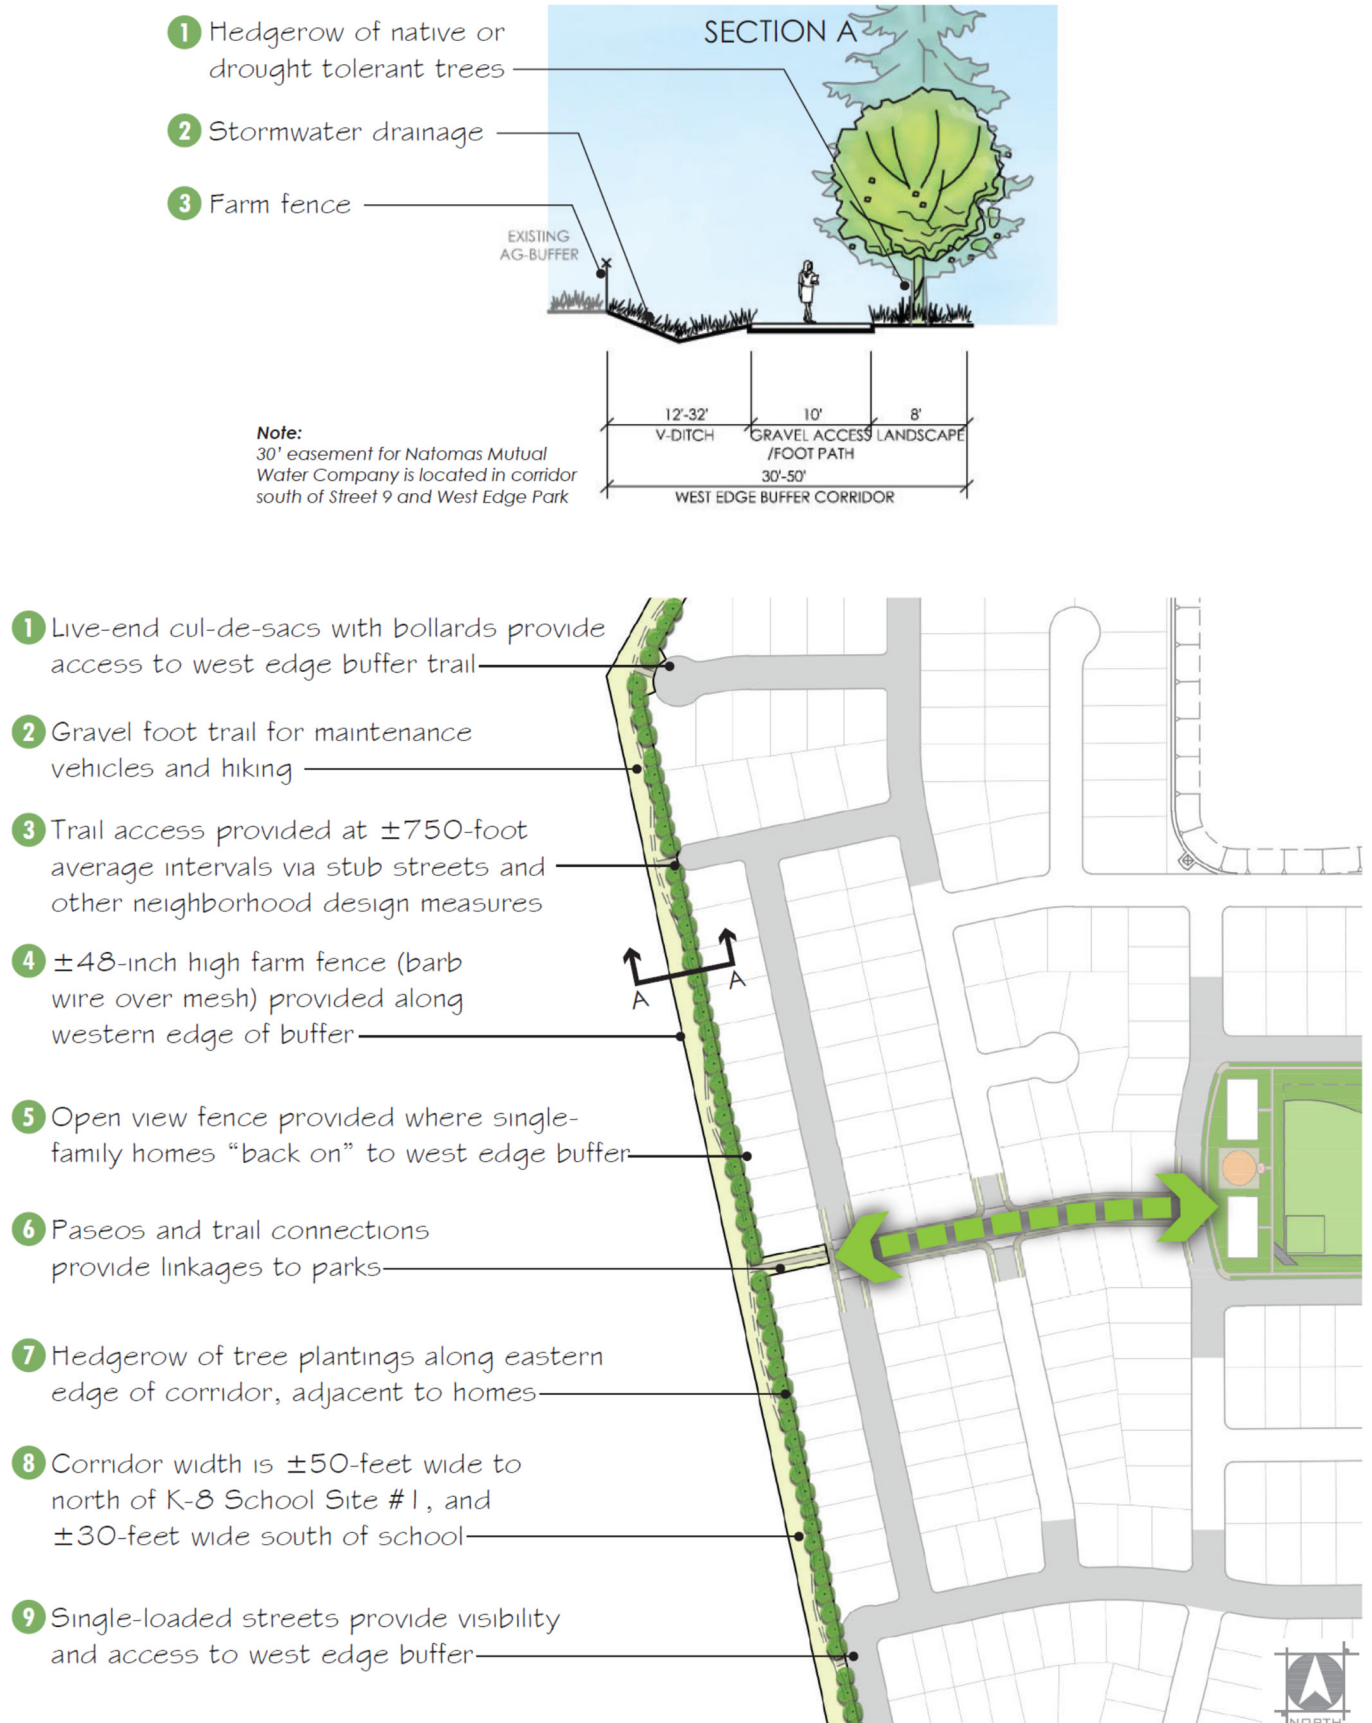 SECTION A
1 Hedgerow of native or
drought tolerant trees
2 Stormwater drainage
3 Farm fence
EXISTING
AG-BUFFER
12'-32'
V-DITCH
10'
GRAVEL ACCESS
/FOOT PATH
8'
LANDSCAPE
30'-50'
WEST EDGE BUFFER CORRIDOR
Note:
30' easement for Natomas Mutual
Water Company is located in corridor
south of Street 9 and West Edge Park
1 Live-end cul-de-sacs with bollards provide
access to west edge buffer trail
2 Gravel foot trail for maintenance
vehicles and hiking
3 Trail access provided at ±750-foot
average intervals via stub streets and
other neighborhood design measures
4 ±48-inch high farm fence (barb
wire over mesh) provided along
western edge of buffer
5 Open view fence provided where single-
family homes "back on" to west edge buffer
6 Paseos and trail connections
provide linkages to parks
7 Hedgerow of tree plantings along eastern
edge of corridor, adjacent to homes
8 Corridor width is ±50-feet wide to
north of K-8 School Site #1, and
±30-feet wide south of school
9 Single-loaded streets provide visibility
and access to west edge buffer
A
A
NORTH